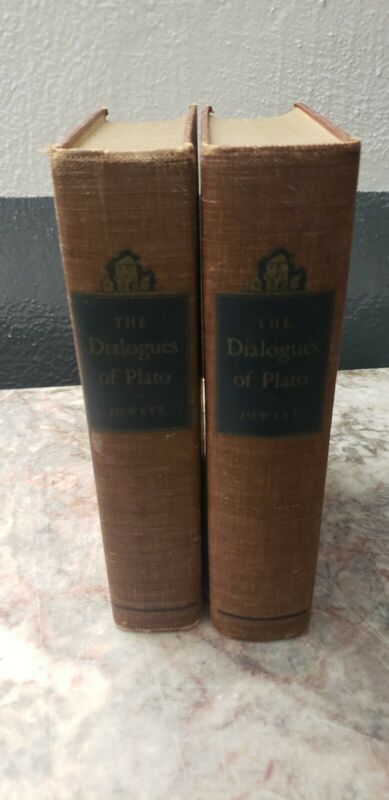 THE
Dialogues
of Plato
JOWETT
THE
Dialogues
of Plato
JOWETT